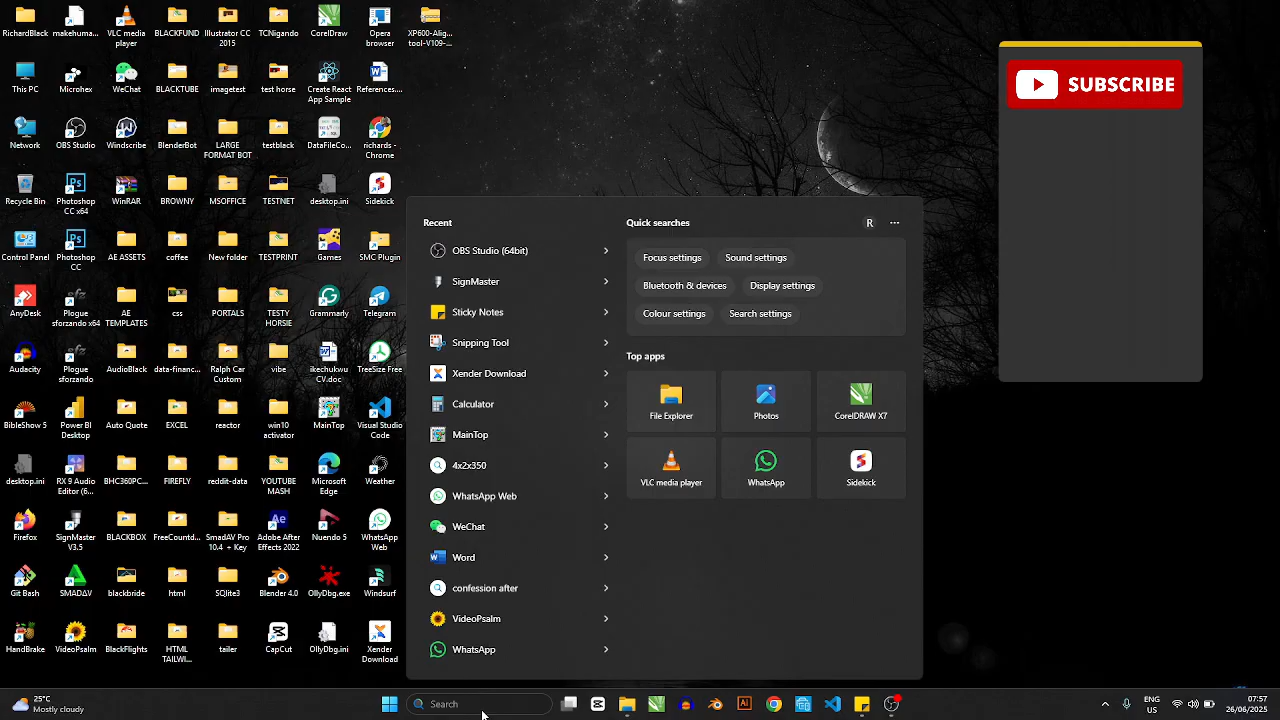 RichardBlack
makehuma...
VLC media
player
BLACKFUND
Illustrator CC
2015
TCNigando
CorelDraw
Opera
browser
XP600-Alig...
tool-V109-...
This PC
Microhex
WeChat
BLACKTUBE
imagetest
test horse
Create React
App Sample
References....
Network
OBS Studio
Windscribe
BlenderBot
LARGE
FORMAT BOT
testblack
DataFileCo...
richards -
Chrome
Recycle Bin
Photoshop
CC x64
WinRAR
BROWNY
MSOFFICE
TESTNET
desktop.ini
Sidekick
Control Panel
Photoshop
CC
AE ASSETS
coffee
New folder
TESTPRINT
Games
SMC Plugin
AnyDesk
Plogue
sforzando x64
AE
TEMPLATES
css
PORTALS
TESTY
HORSIE
Grammarly
Telegram
Audacity
Plogue
sforzando
AudioBlack
data-financ...
Ralph Car
Custom
vibe
ikechukwu
CV.doc
TreeSize Free
BibleShow 5
Power BI
Desktop
Auto Quote
EXCEL
reactor
win10
activator
MainTop
Visual Studio
Code
desktop.ini
RX 9 Audio
Editor (6...
BHC360PC...
FIREFLY
reddit-data
YOUTUBE
MASH
Microsoft
Edge
Weather
Firefox
SignMaster
V3.5
BLACKBOX
FreeCountd...
SmadAV Pro
10.4 + Key
Adobe After
Effects 2022
Nuendo 5
WhatsApp
Web
Git Bash
SMADΔV
blackbride
html
SQlite3
Blender 4.0
OllyDbg.exe
Windsurf
HandBrake
VideoPsalm
BlackFlights
HTML
TAILWI...
tailer
CapCut
OllyDbg.ini
Xender
Download
SUBSCRIBE
Recent
OBS Studio (64bit)
SignMaster
Sticky Notes
Snipping Tool
Xender Download
Calculator
MainTop
4x2x350
WhatsApp Web
WeChat
Word
confession after
VideoPsalm
WhatsApp
Quick searches
R
Focus settings
Sound settings
Bluetooth & devic
Display settings
Colour settings
Search settings
Top apps
File Explorer
Photos
CorelDRAW X7
VLC media player
WhatsApp
Sidekick
25°C
Mostly cloudy
Search
ENG
US
07:57
26/06/2025